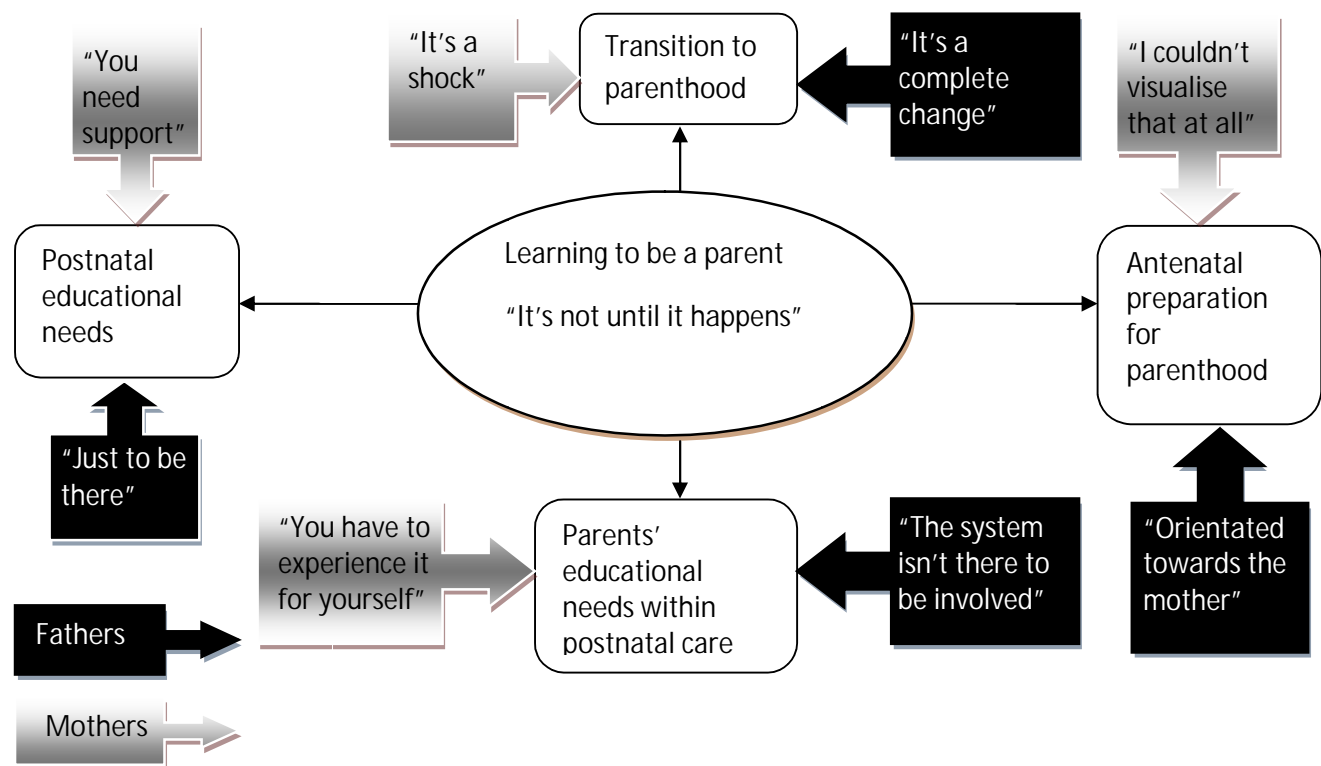 “You
need
support”
“It’s a
shock”
Transition to
parenthood
“It’s a
complete
change”
“I couldn’t
visualise
that at all”
Postnatal
educational
needs
Learning to be a parent
“It’s not until it happens”
Antenatal
preparation
for
parenthood
“Just to be
there”
“You have to
experience it
for yourself”
Parents’
educational
needs within
postnatal care
“The system
isn’t there to
be involved”
“Orientated
towards the
mother”
Fathers
Mothers